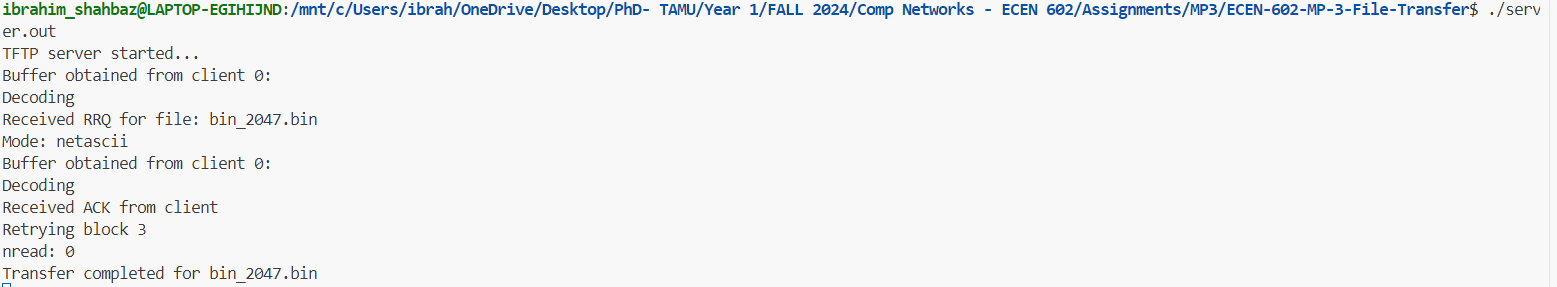 ibrahim_shahbaz@LAPTOP-EGIHIJND:/mnt/c/Users/ibrah/OneDrive/Desktop/PhD- TAMU/Year 1/FALL 2024/Comp Networks - ECEN 602/Assignments/MP3/ECEN-602-MP-3-File-Transfer$ ./serv
er.out
TFTP server started...
Buffer obtained from client 0:
Decoding
Received RRQ for file: bin_2047.bin
Mode: netascii
Buffer obtained from client 0:
Decoding
Received ACK from client
Retrying block 3
nread: 0
Transfer completed for bin_2047.bin